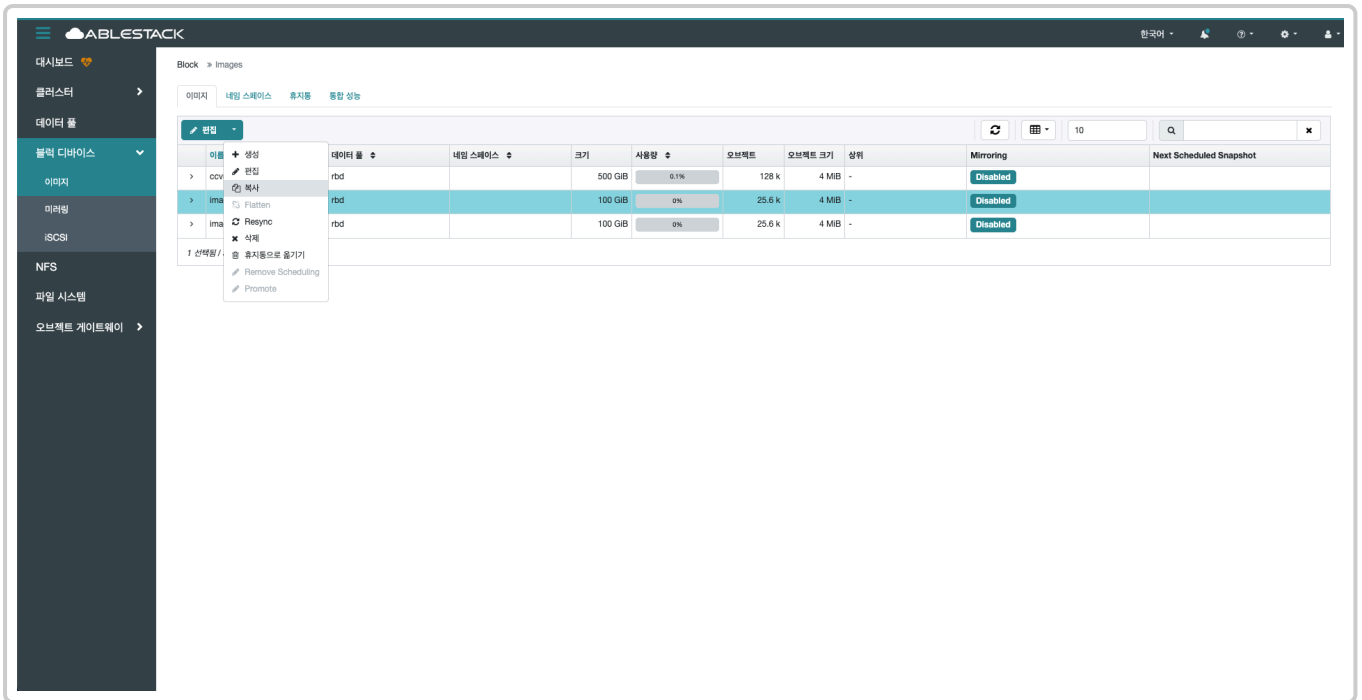 ABLESTACK 한국어
대시보드
클러스터
데이터 풀
블럭 디바이스
이미지
미러링
iSCSI
NFS
파일 시스템
오브젝트 게이트웨이
Block » Images
이미지 네임 스페이스 휴지통 통합 성능
편집 10
데이터 풀 네임 스페이스 크기 사용량 오브젝트 오브젝트 크기 상위 Mirroring Next Scheduled Snapshot
rbd 500 GiB 0.1% 128 k 4 MiB - Disabled
rbd 100 GiB 0% 25.6 k 4 MiB - Disabled
rbd 100 GiB 0% 25.6 k 4 MiB - Disabled
1 선택됨 /
생성
편집
복사
Flatten
Resync
삭제
휴지통으로 옮기기
Remove Scheduling
Promote